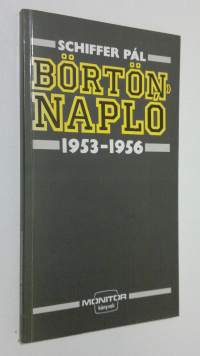 SCHIFFER PÁL
BÖRTÖN-
NAPLÓ
1953-1956
MONITOR
könyvek